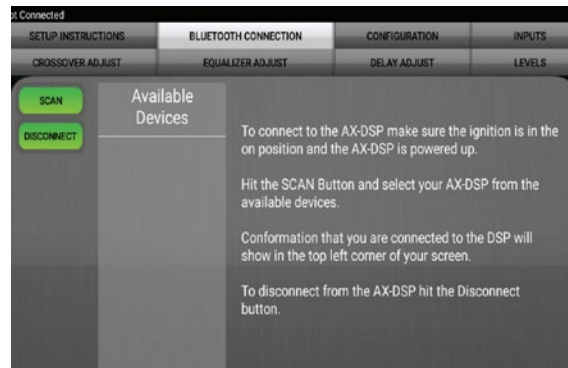 ot Connected
SETUP INSTRUCTIONS
BLUETOOTH CONNECTION
CONFIGURATION
INPUTS
CROSSOVER ADJUST
EQUALIZER ADJUST
DELAY ADJUST
LEVELS
SCAN
DISCONNECT
Available
Devices
To connect to the AX-DSP make sure the ignition is in the
on position and the AX-DSP is powered up.
Hit the SCAN Button and select your AX-DSP from the
available devices.
Conformation that you are connected to the DSP will
show in the top left corner of your screen.
To disconnect from the AX-DSP hit the Disconnect
button.